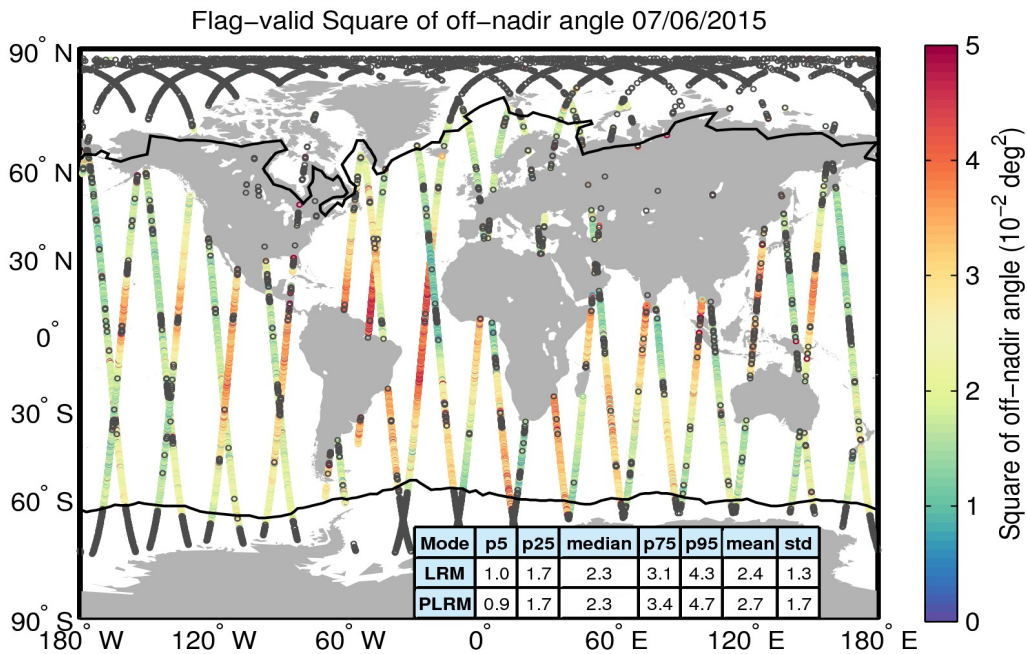 Flag−valid Square of off−nadir angle 07/06/2015
90° N
60° N
30° N
0°
30° S
60° S
90° S
180° W
120° W
60° W
0°
60° E
120° E
180° E
Mode p5 p25 median p75 p95 mean std
LRM 1.0 1.7 2.3 3.1 4.3 2.4 1.3
PLRM 0.9 1.7 2.3 3.4 4.7 2.7 1.7
5
4
3
2
1
0
Square of off−nadir angle (10⁻² deg²)